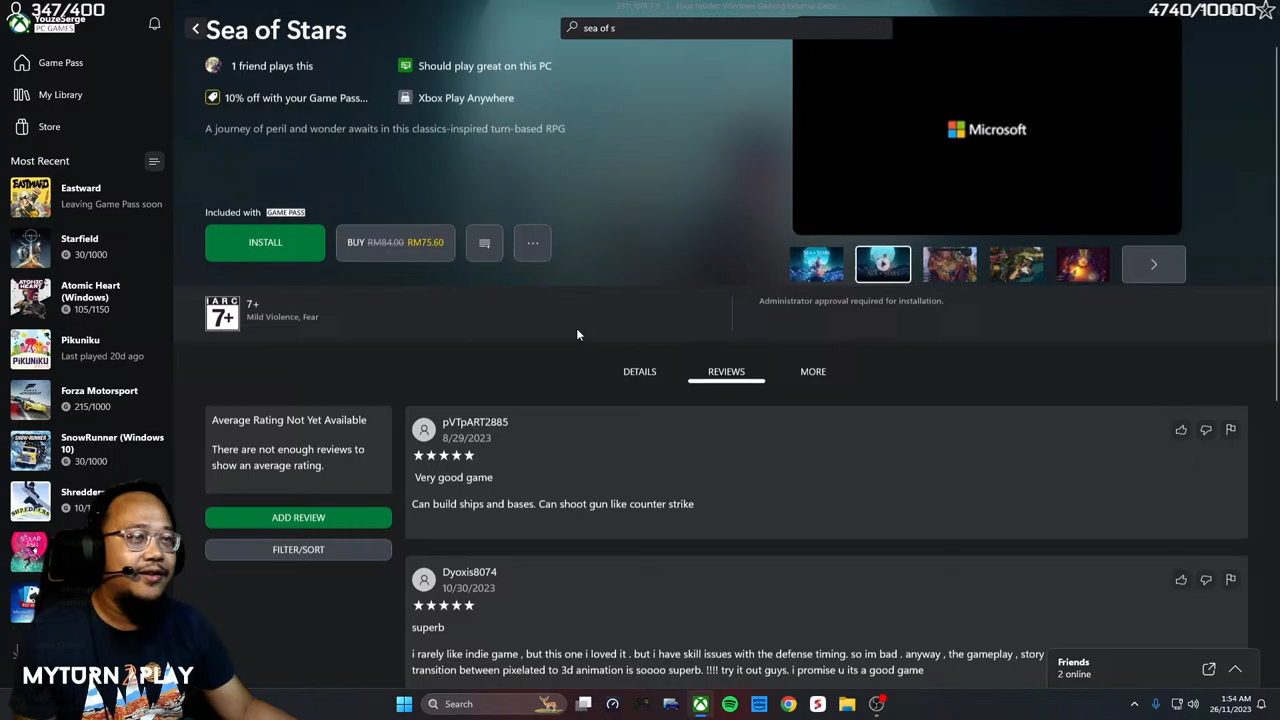 347/400
4740/10000
YouzeSerge
PC GAMES
Sea of Stars
sea of s
Game Pass
My Library
Store
Most Recent
Eastward
Leaving Game Pass soon
Starfield
30/1000
Atomic Heart
(Windows)
105/1150
Pikuniku
Last played 20d ago
Forza Motorsport
215/1000
SnowRunner (Windows
10)
30/1000
Shredders
1 friend plays this
Should play great on this PC
10% off with your Game Pass...
Xbox Play Anywhere
A journey of peril and wonder awaits in this classics-inspired turn-based RPG
Included with GAME PASS
INSTALL
BUY RM84.00 RM75.60
...
Microsoft
IARC
7+
7+
Mild Violence, Fear
Administrator approval required for installation.
DETAILS
REVIEWS
MORE
Average Rating Not Yet Available
There are not enough reviews to
show an average rating.
ADD REVIEW
FILTER/SORT
pVTpART2885
8/29/2023
★★★★★
Very good game
Can build ships and bases. Can shoot gun like counter strike
Dyoxis8074
10/30/2023
★★★★★
superb
i rarely like indie game , but this one i loved it . but i have skill issues with the defense timing. so im bad . anyway , the gameplay , story
transition between pixelated to 3d animation is soooo superb. !!!! try it out guys. i promise u its a good game
Friends
2 online
MYTURN2PLAY
Search
1:54 AM
26/11/2023